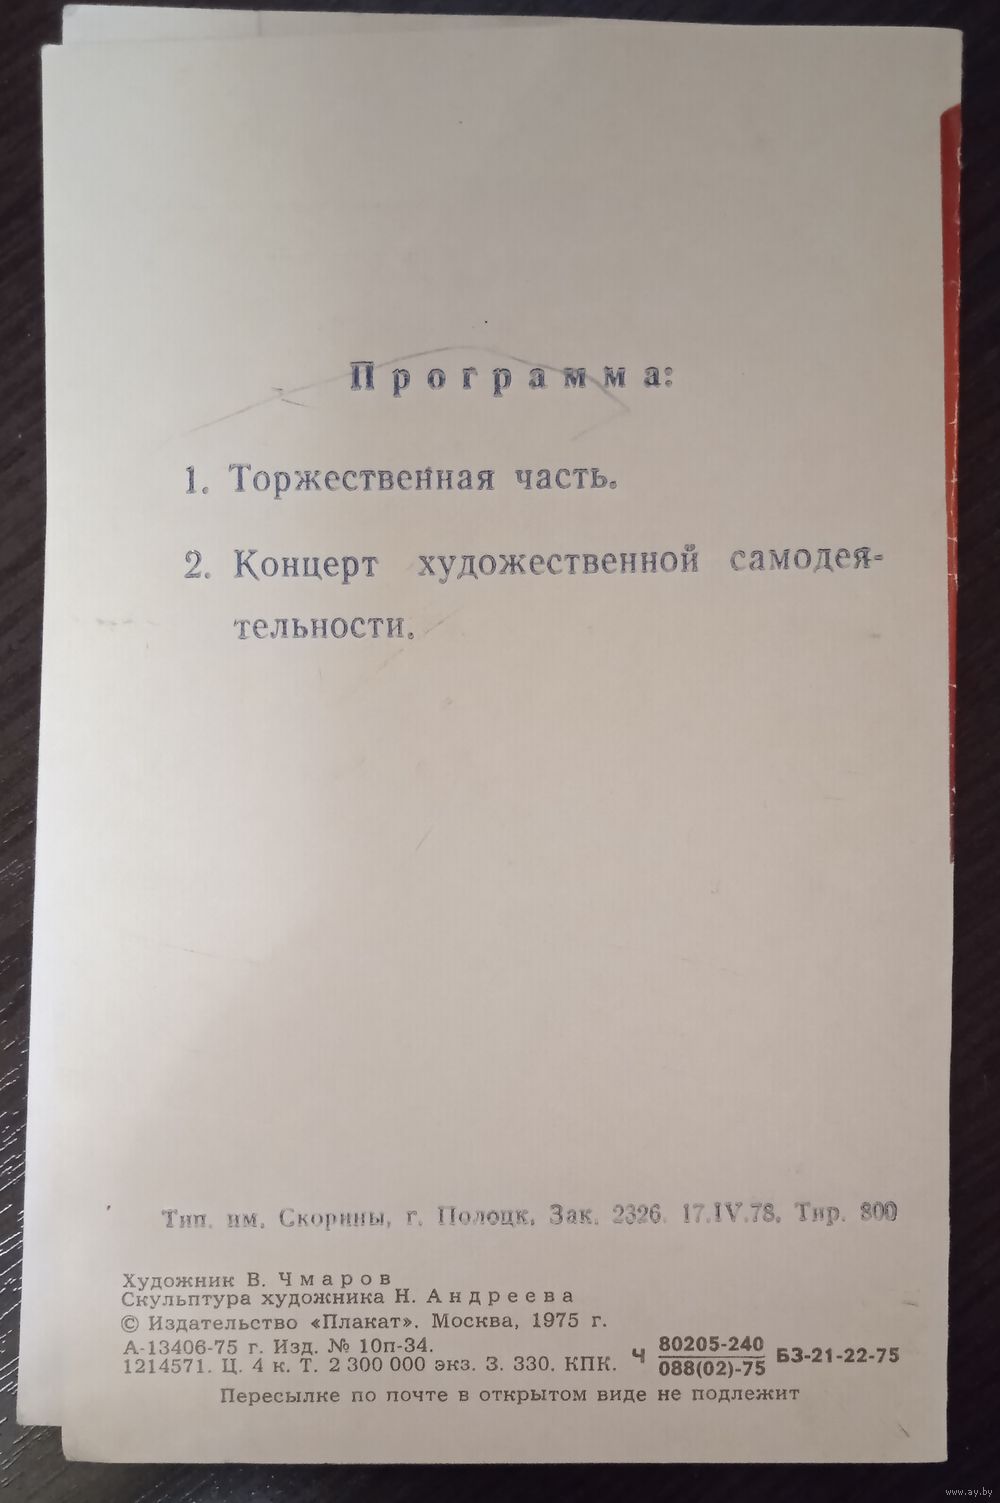 Программа:
1. Торжественная часть.
2. Концерт художественной самодея-
тельности.
Тип. им. Скорины, г. Полоцк, Зак. 2326. 17.IV.78. Тир. 800
Художник В. Чмаров
Скульптура художника Н. Андреева
© Издательство «Плакат». Москва, 1975 г.
А-13406-75 г. Изд. № 10п-34.
1214571. Ц. 4 к. Т. 2 300 000 экз. З. 330. КПК.
Ч 80205-240 БЗ-21-22-75
088(02)-75
Пересылке по почте в открытом виде не подлежит
www.ay.by